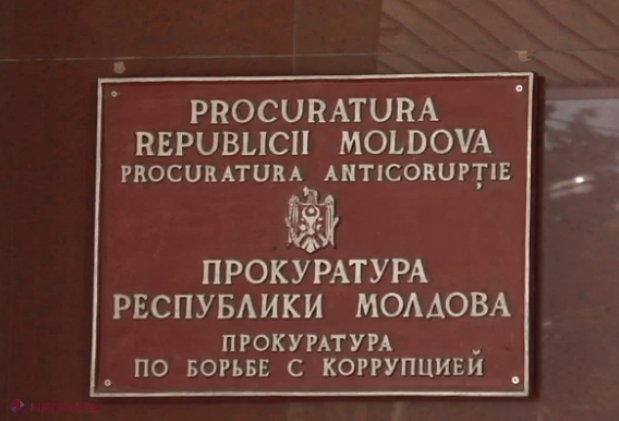 PROCURATURA
REPUBLICII MOLDOVA
PROCURATURA ANTICORUPȚIE
ПРОКУРАТУРА
РЕСПУБЛИКИ МОЛДОВА
ПРОКУРАТУРА
ПО БОРЬБЕ С КОРРУПЦИЕЙ